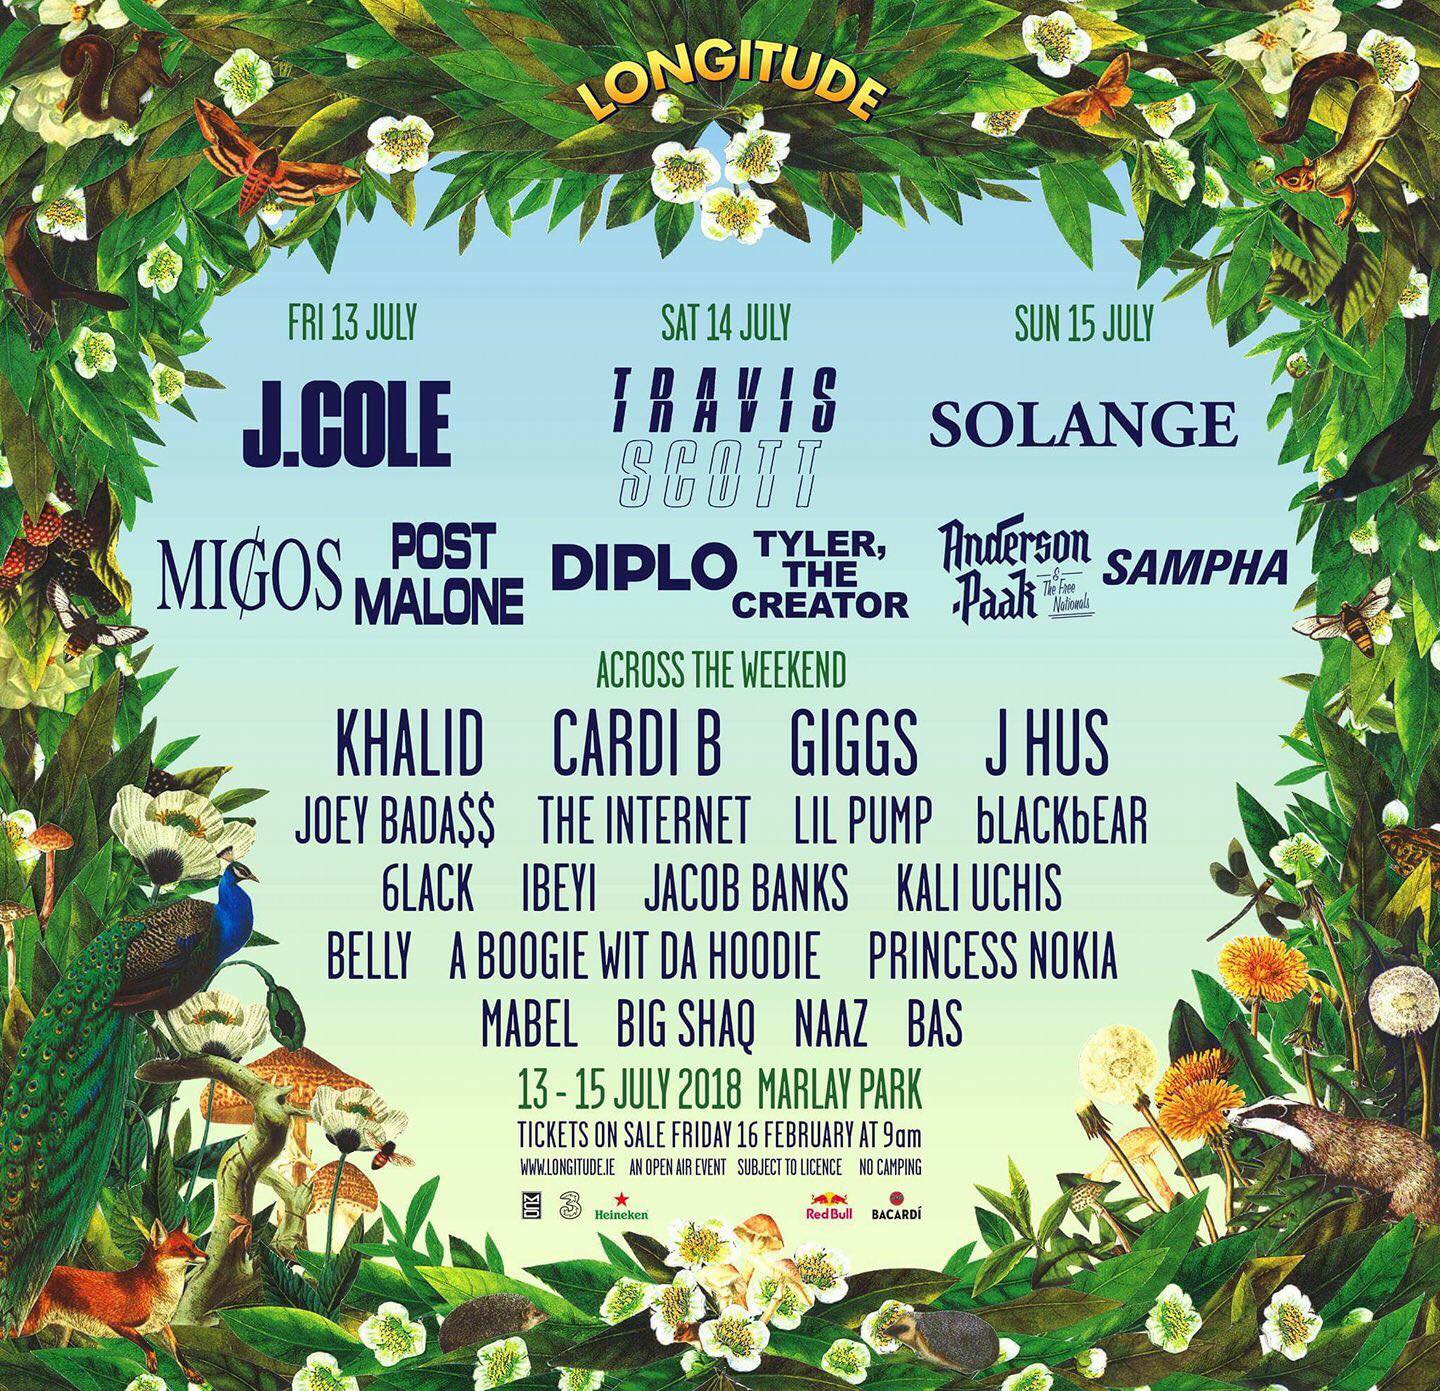 LONGITUDE
FRI 13 JULY
J.COLE
MIGOS
POST
MALONE
SAT 14 JULY
TRAVIS
SCOTT
DIPLO
TYLER,
THE
CREATOR
SUN 15 JULY
SOLANGE
Anderson
.Paak
& The Free
Nationals
SAMPHA
ACROSS THE WEEKEND
KHALID CARDI B GIGGS J HUS
JOEY BADA$$ THE INTERNET LIL PUMP bLACKbEAR
6LACK IBEYI JACOB BANKS KALI UCHIS
BELLY A BOOGIE WIT DA HOODIE PRINCESS NOKIA
MABEL BIG SHAQ NAAZ BAS
13 - 15 JULY 2018 MARLAY PARK
TICKETS ON SALE FRIDAY 16 FEBRUARY AT 9am
WWW.LONGITUDE.IE AN OPEN AIR EVENT SUBJECT TO LICENCE NO CAMPING
3 Heineken Red Bull BACARDÍ